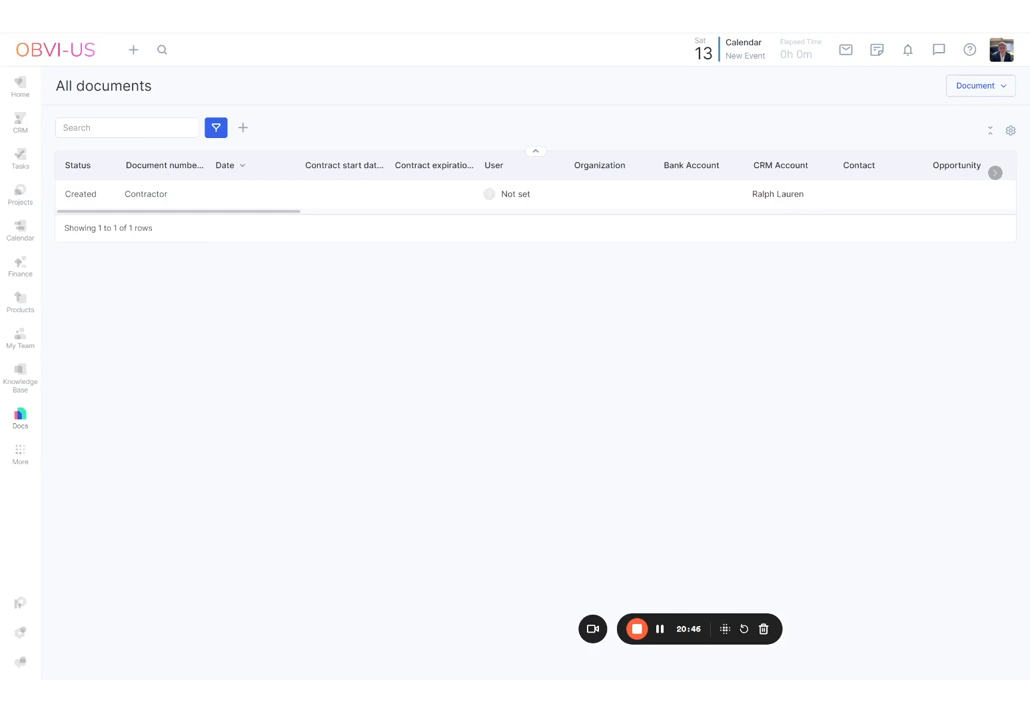 OBVI-US
Sat
13
Calendar
New Event
Elapsed Time
0h 0m
All documents
Document
Search
Status
Document numbe...
Date
Contract start dat...
Contract expiratio...
User
Organization
Bank Account
CRM Account
Contact
Opportunity
Created
Contractor
Not set
Ralph Lauren
Showing 1 to 1 of 1 rows
Home
CRM
Tasks
Projects
Calendar
Finance
Products
My Team
Knowledge
Base
Docs
More
20:46